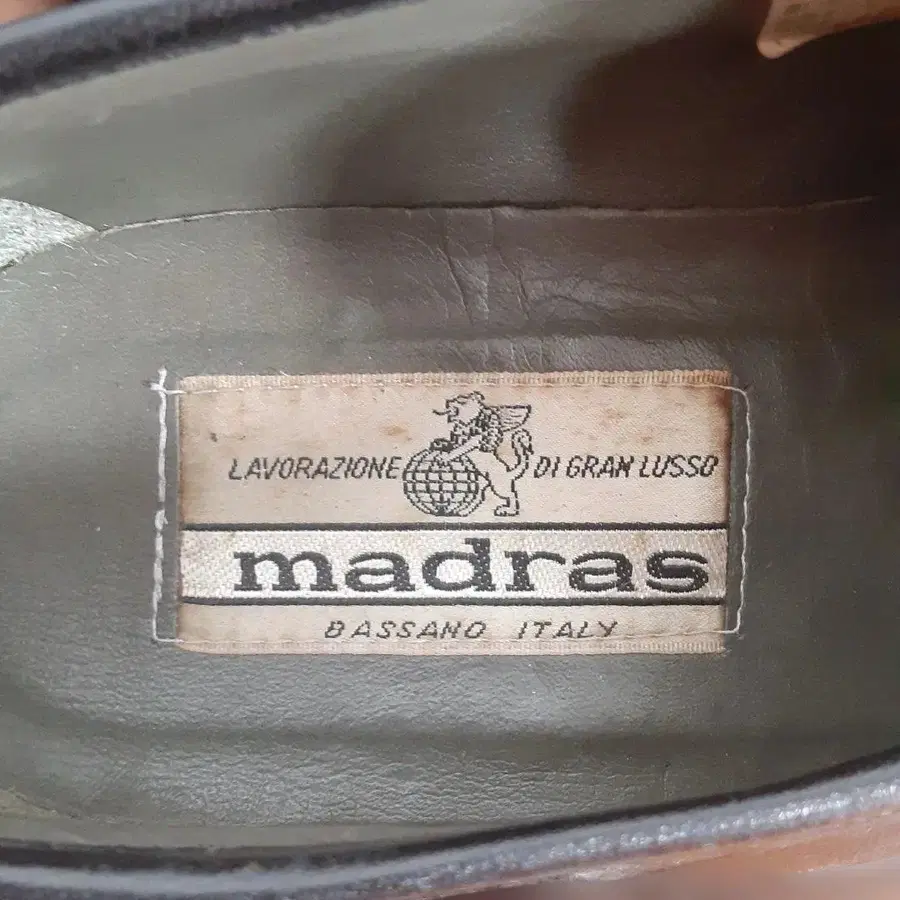 LAVORAZIONE DI GRAN LUSSO
madras
BASSANO ITALY